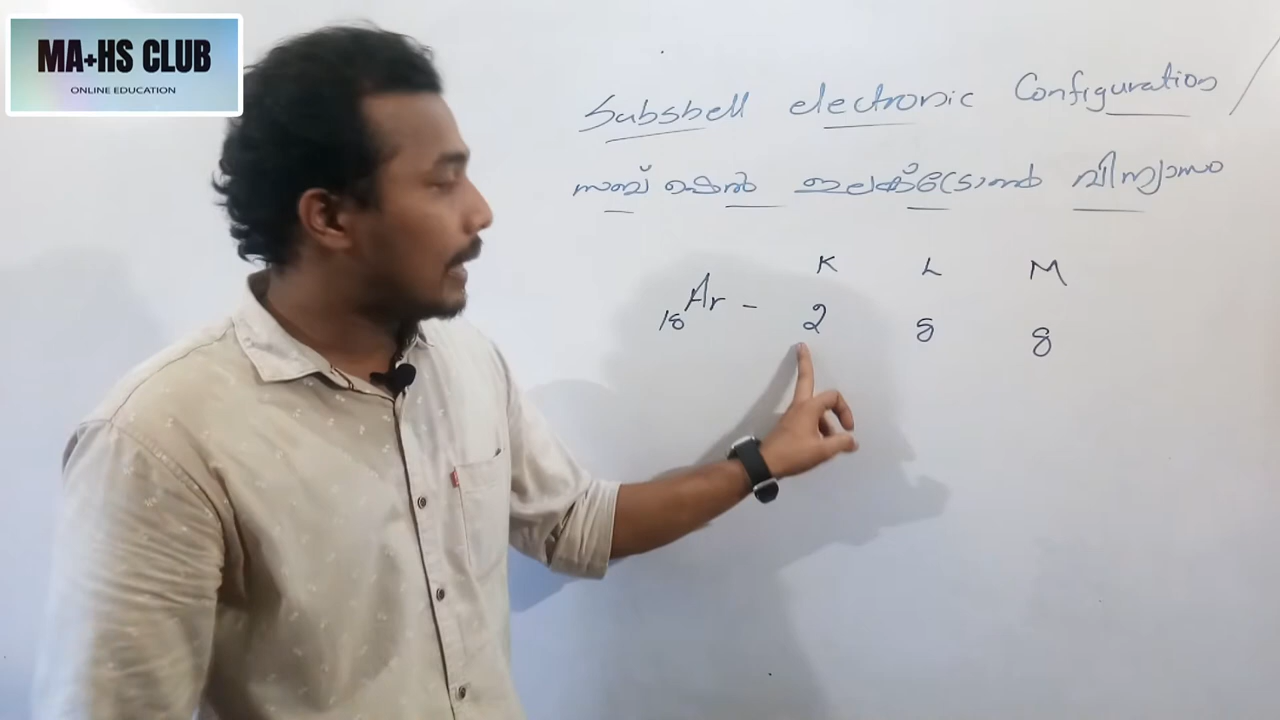 MA+HS CLUB
ONLINE EDUCATION
Subshell electronic Configuration /
സബ് ഷെൽ ഇലക്ട്രോൺ വിന്യാസം
K L M
18Ar - 2 8 8